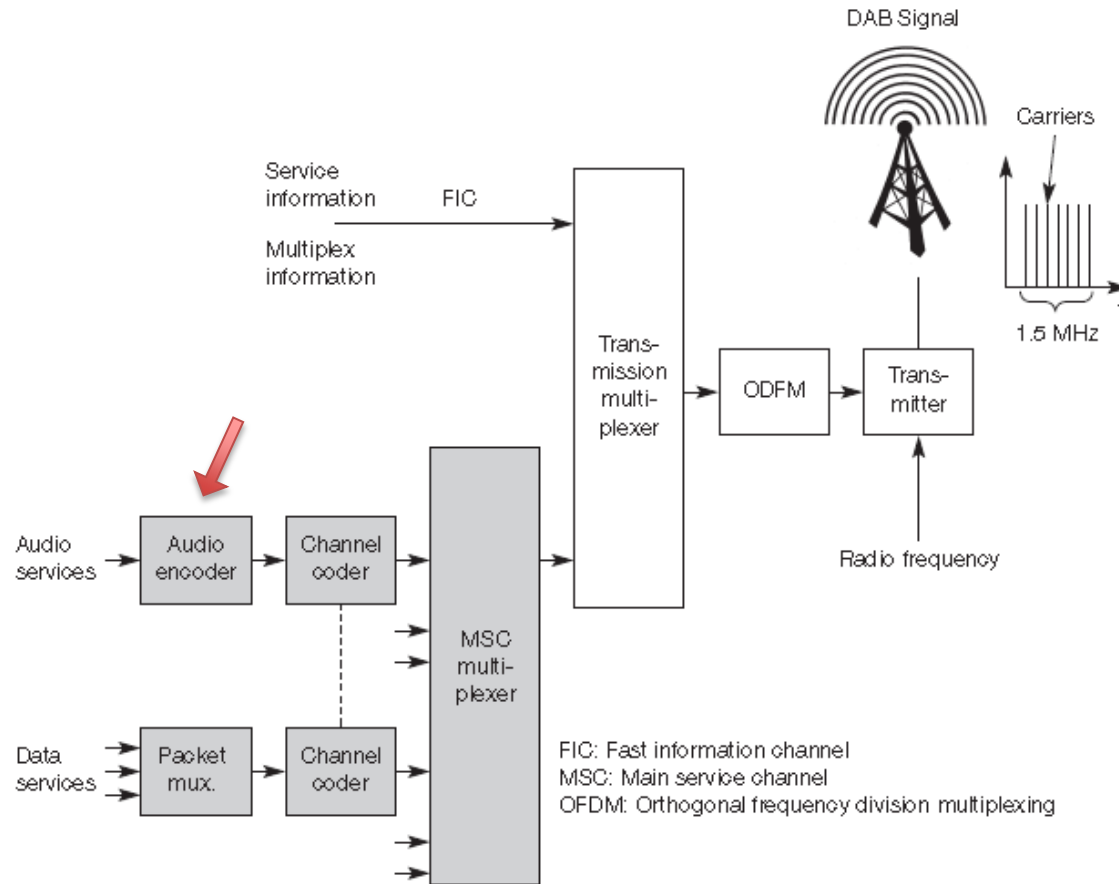 DAB Signal
Carriers
1.5 MHz
Service
information
FIC
Multiplex
information
Trans-
mission
multi-
plexer
ODFM
Trans-
mitter
Radio frequency
Audio
services
Audio
encoder
Channel
coder
MSC
multi-
plexer
Data
services
Packet
mux.
Channel
coder
FIC: Fast information channel
MSC: Main service channel
OFDM: Orthogonal frequency division multiplexing